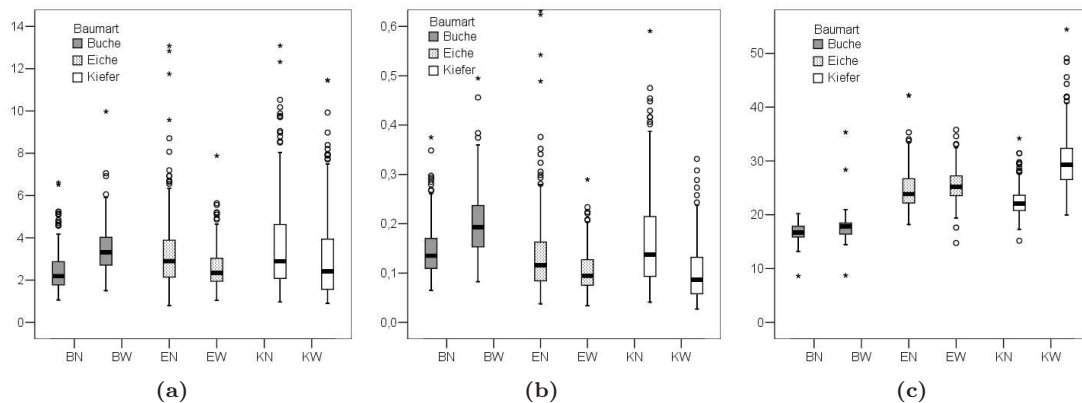 Baumart
Buche
Eiche
Kiefer
14
12
10
8
6
4
2
0
BN BW EN EW KN KW
(a)
Baumart
Buche
Eiche
Kiefer
0,6
0,5
0,4
0,3
0,2
0,1
0,0
BN BW EN EW KN KW
(b)
Baumart
Buche
Eiche
Kiefer
50
40
30
20
10
0
BN BW EN EW KN KW
(c)